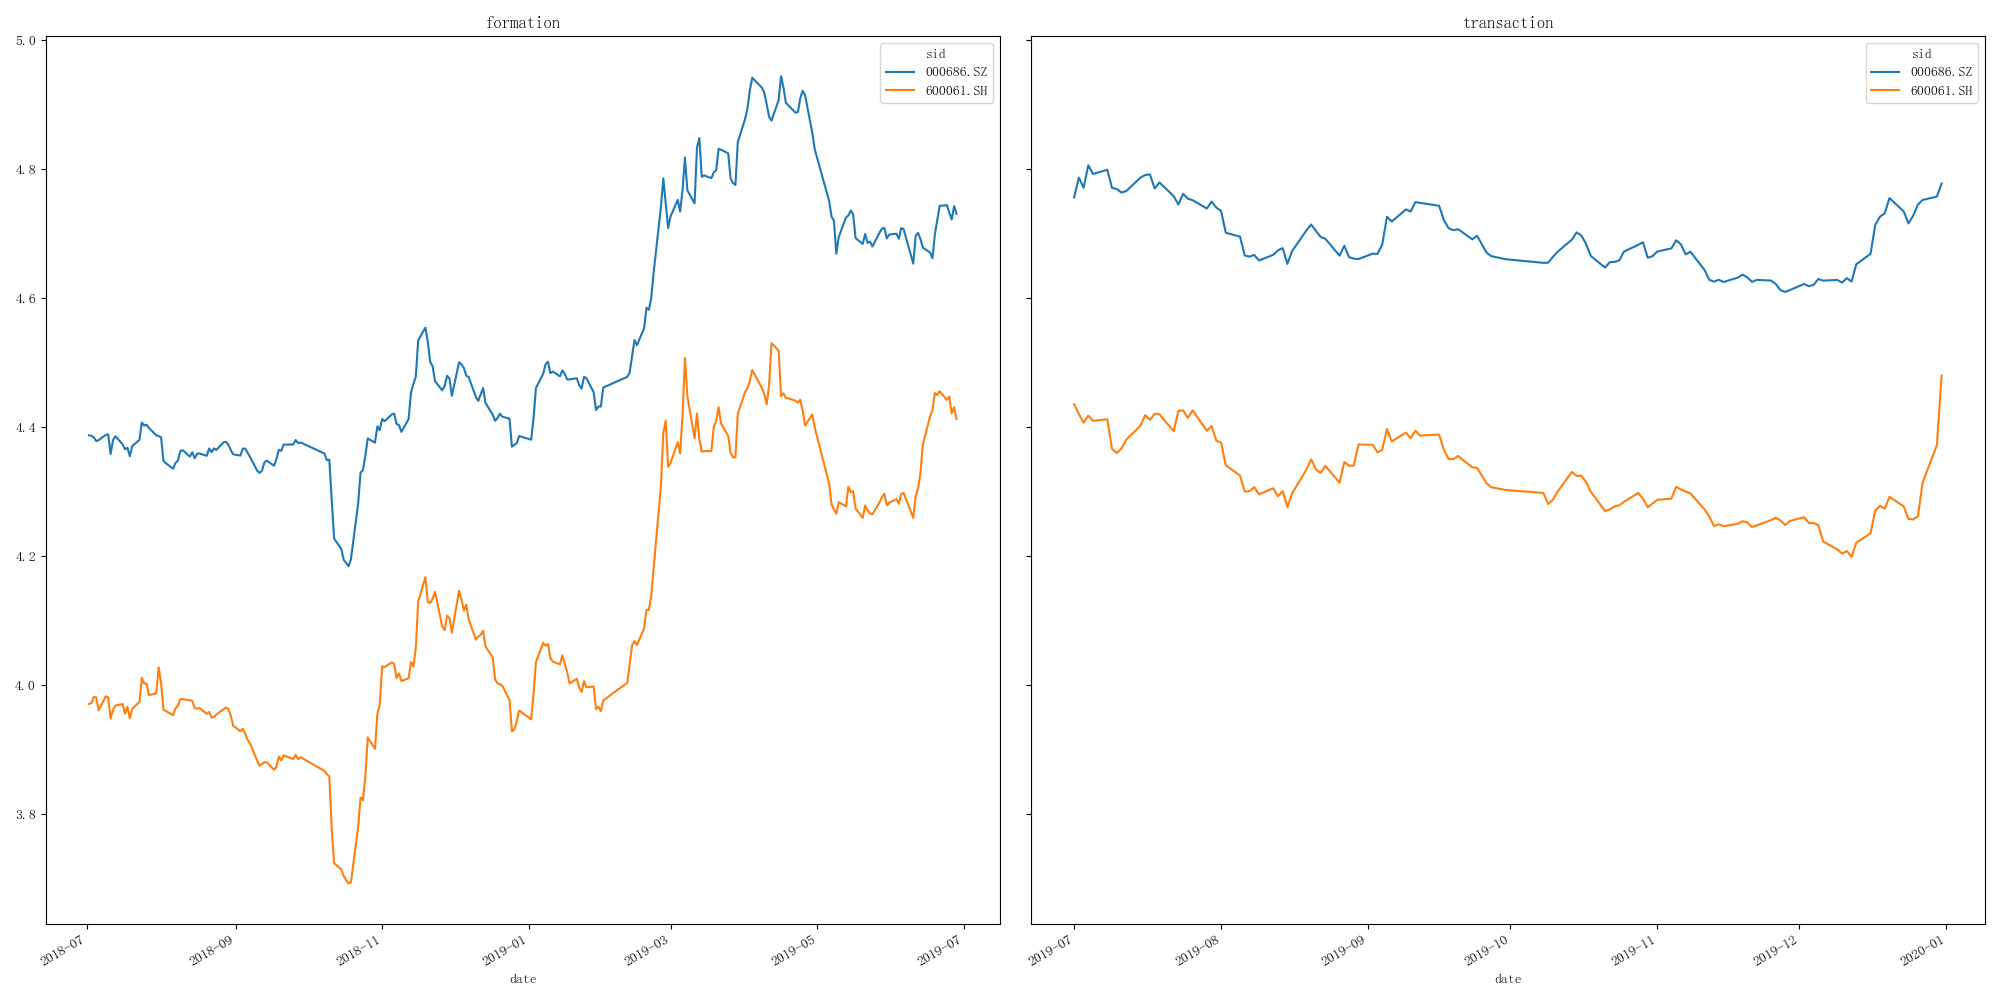 formation
sid
000686.SZ
600061.SH
5.0
4.8
4.6
4.4
4.2
4.0
3.8
2018-07
2018-09
2018-11
2019-01
2019-03
2019-05
2019-07
date
transaction
sid
000686.SZ
600061.SH
2019-07
2019-08
2019-09
2019-10
2019-11
2019-12
2020-01
date